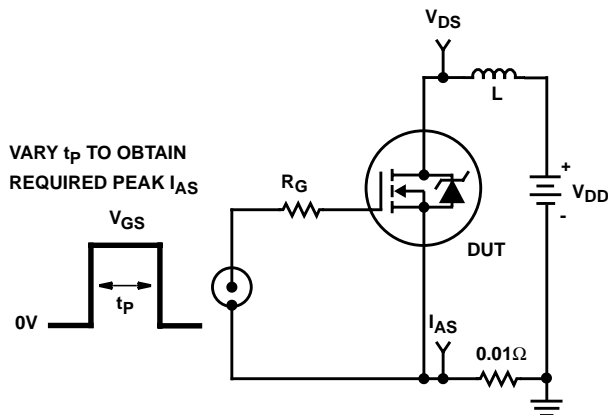 V_DS
L
VARY t_P TO OBTAIN
REQUIRED PEAK I_AS
R_G
+
V_DD
-
V_GS
DUT
t_P
0V
I_AS
0.01Ω